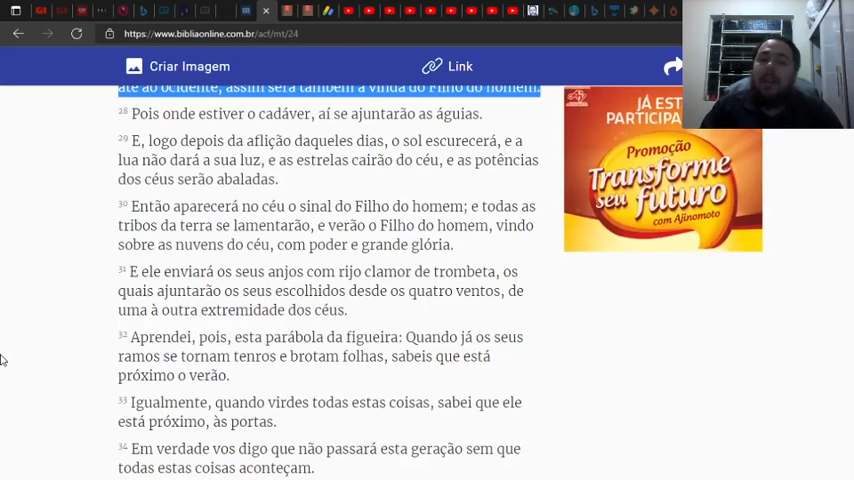 https://www.bibliaonline.com.br/acf/mt/24
Criar Imagem
Link
até ao ocidente, assim será também a vinda do Filho do homem.
28 Pois onde estiver o cadáver, aí se ajuntarão as águias.
29 E, logo depois da aflição daqueles dias, o sol escurecerá, e a
lua não dará a sua luz, e as estrelas cairão do céu, e as potências
dos céus serão abaladas.
30 Então aparecerá no céu o sinal do Filho do homem; e todas as
tribos da terra se lamentarão, e verão o Filho do homem, vindo
sobre as nuvens do céu, com poder e grande glória.
31 E ele enviará os seus anjos com rijo clamor de trombeta, os
quais ajuntarão os seus escolhidos desde os quatro ventos, de
uma à outra extremidade dos céus.
32 Aprendei, pois, esta parábola da figueira: Quando já os seus
ramos se tornam tenros e brotam folhas, sabeis que está
próximo o verão.
33 Igualmente, quando virdes todas estas coisas, sabei que ele
está próximo, às portas.
34 Em verdade vos digo que não passará esta geração sem que
todas estas coisas aconteçam.
JÁ EST
PARTICIPA
Promoção
Transforme
seu futuro
com Ajinomoto